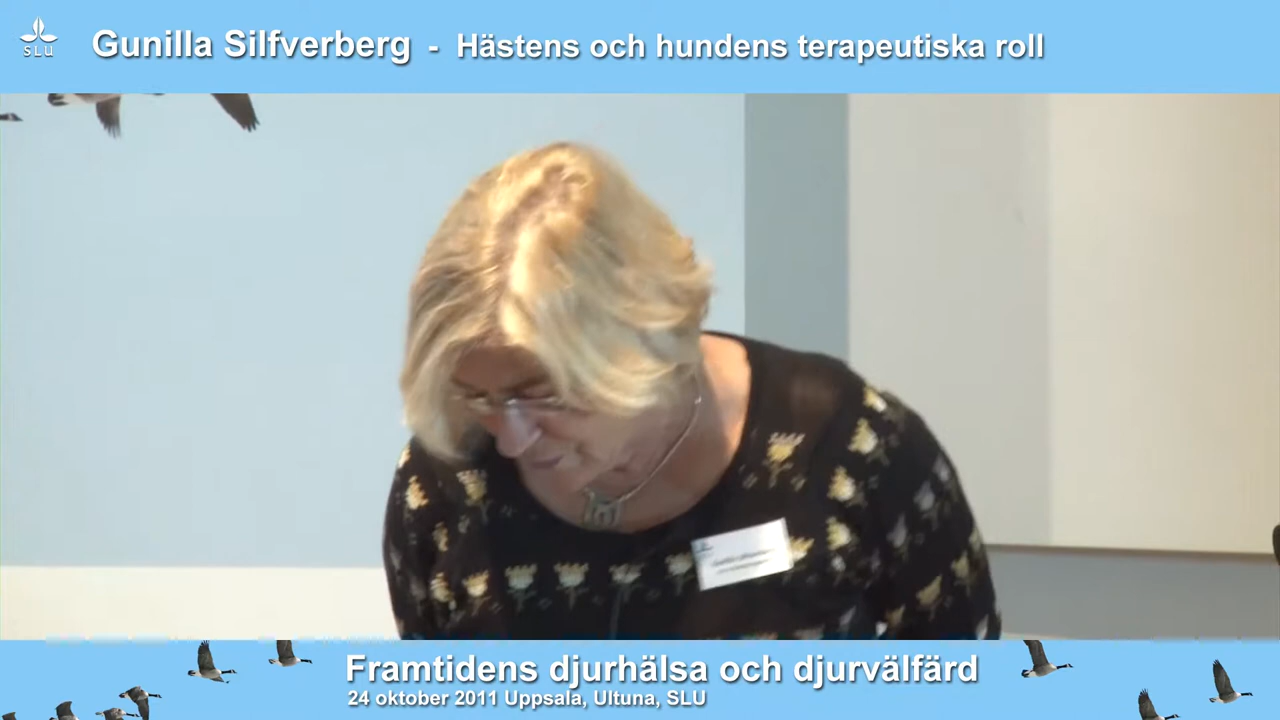 SLU
Gunilla Silfverberg - Hästens och hundens terapeutiska roll
Framtidens djurhälsa och djurvälfärd
24 oktober 2011 Uppsala, Ultuna, SLU